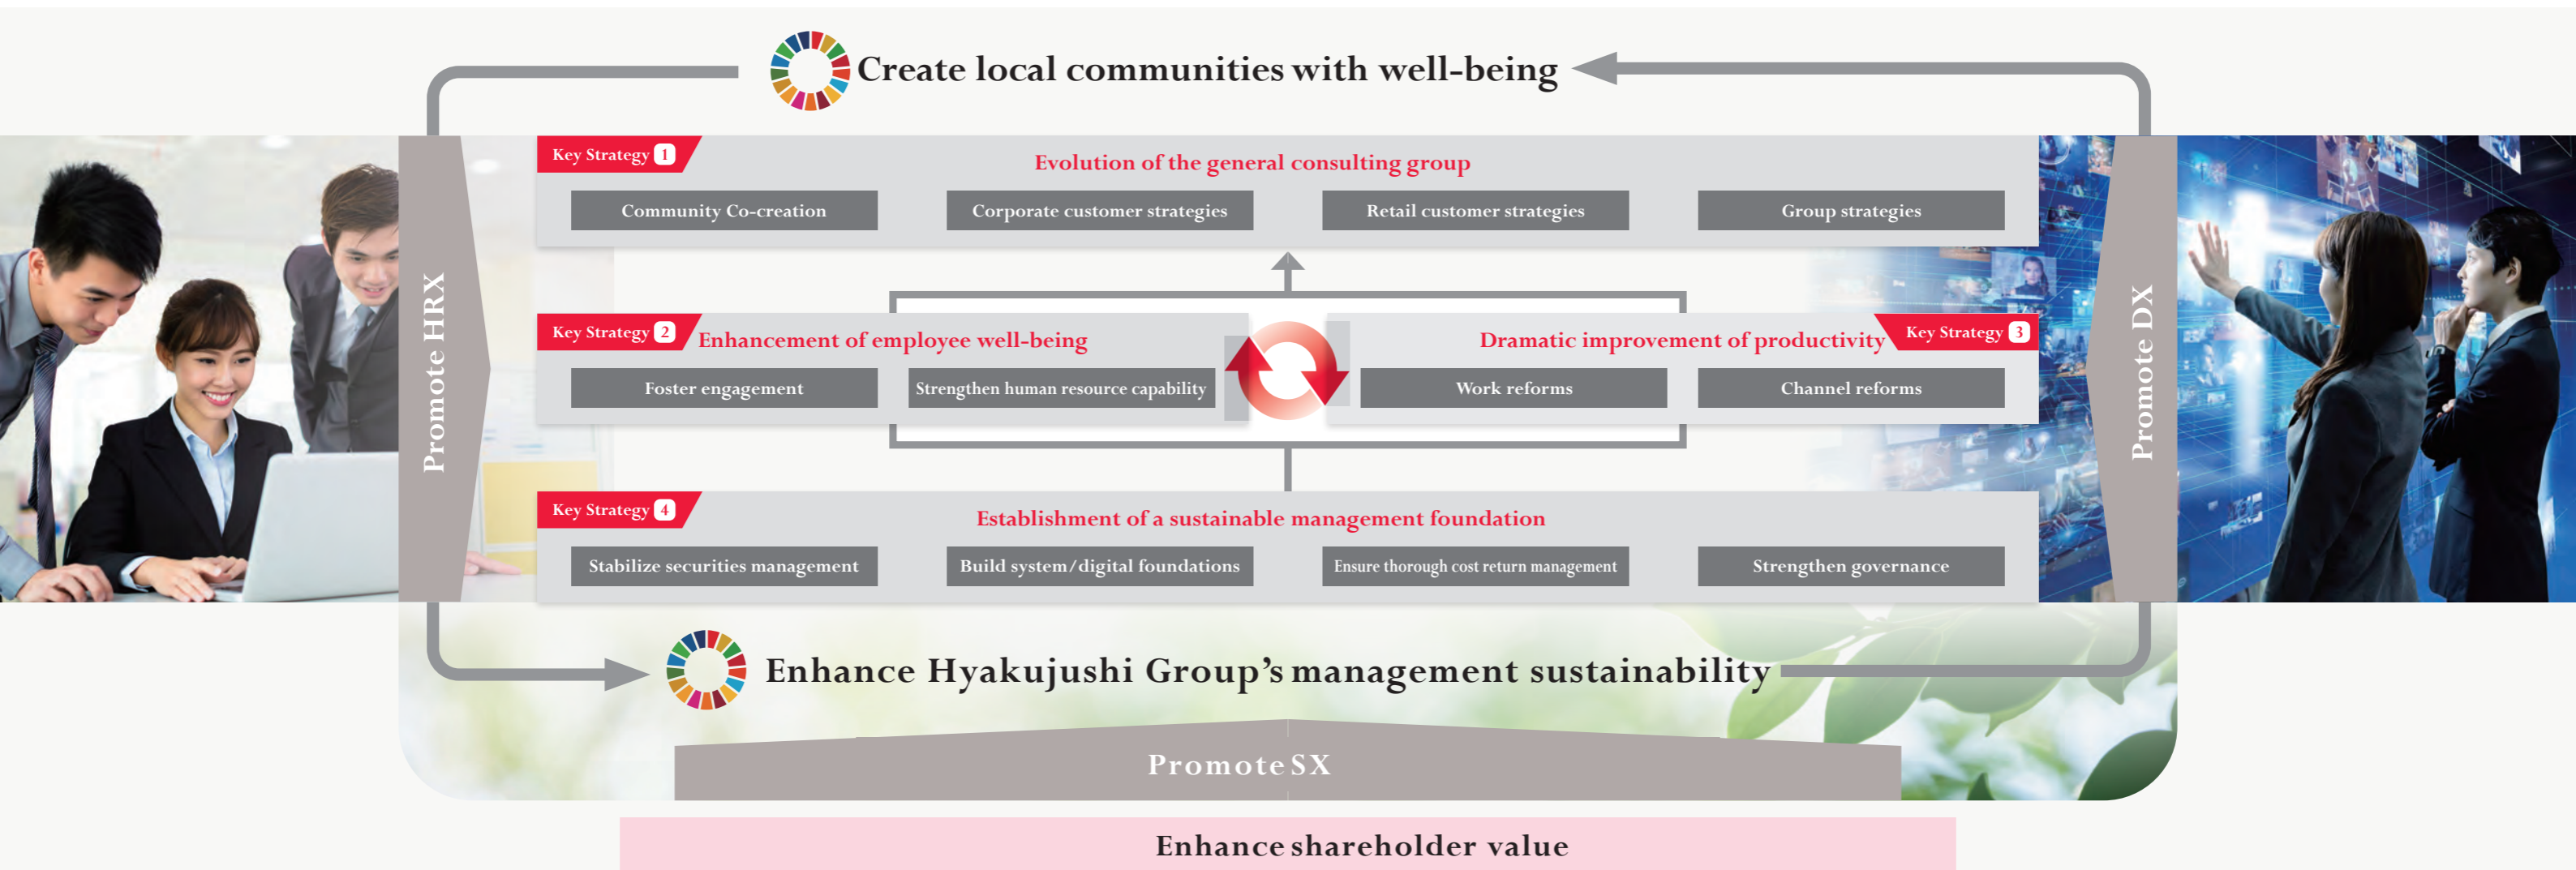 Create local communities with well-being
Promote HRX
Key Strategy 1
Evolution of the general consulting group
Community Co-creation
Corporate customer strategies
Retail customer strategies
Group strategies
Key Strategy 2
Enhancement of employee well-being
Foster engagement
Strengthen human resource capability
Dramatic improvement of productivity
Key Strategy 3
Work reforms
Channel reforms
Promote DX
Key Strategy 4
Establishment of a sustainable management foundation
Stabilize securities management
Build system/digital foundations
Ensure thorough cost return management
Strengthen governance
Enhance Hyakujushi Group's management sustainability
Promote SX
Enhance shareholder value